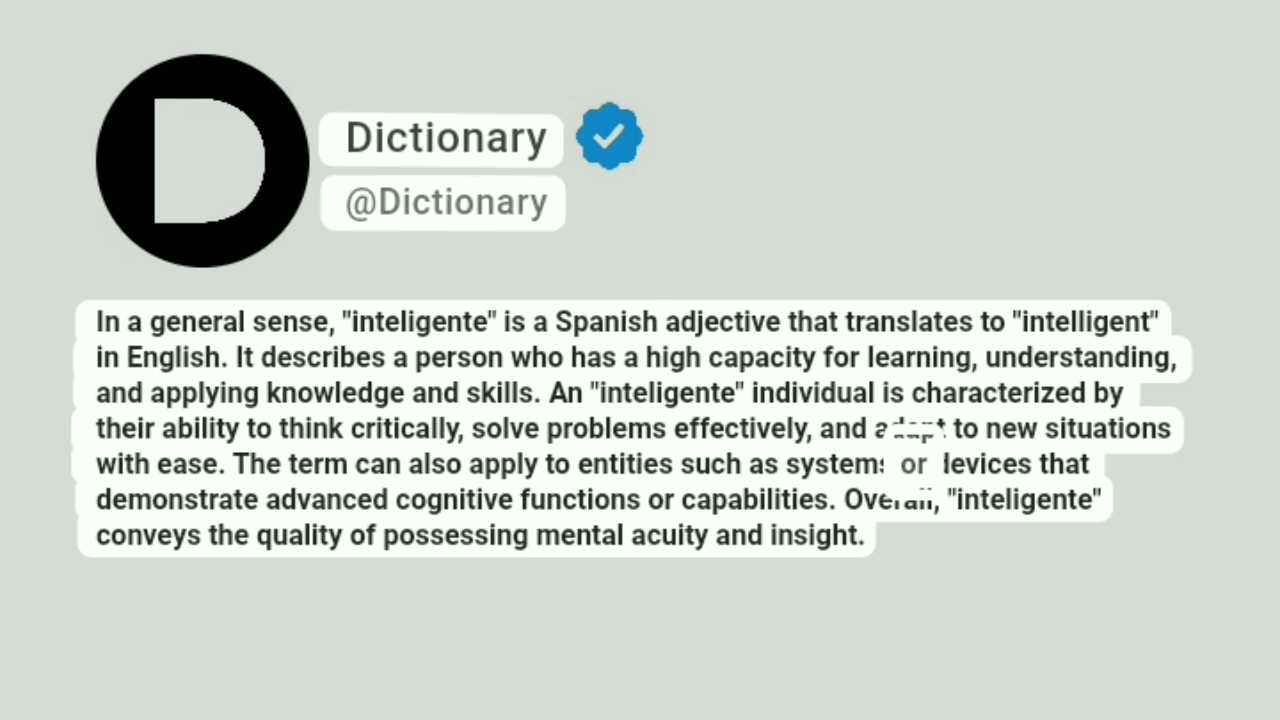 D
Dictionary
@Dictionary
In a general sense, "inteligente" is a Spanish adjective that translates to "intelligent"
in English. It describes a person who has a high capacity for learning, understanding,
and applying knowledge and skills. An "inteligente" individual is characterized by
their ability to think critically, solve problems effectively, and adapt to new situations
with ease. The term can also apply to entities such as systems or devices that
demonstrate advanced cognitive functions or capabilities. Overall, "inteligente"
conveys the quality of possessing mental acuity and insight.